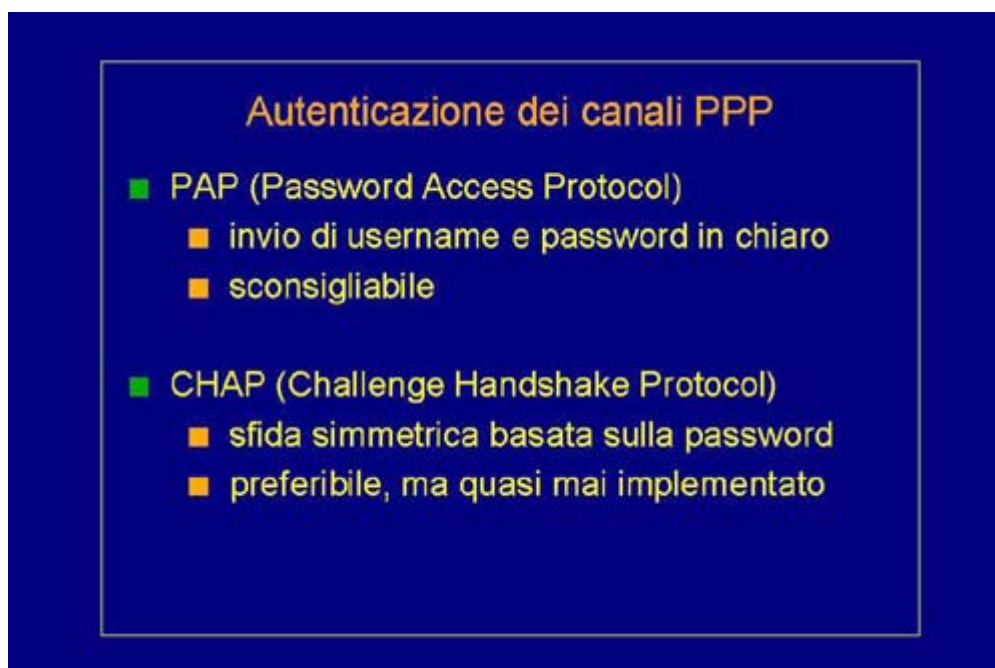 Autenticazione dei canali PPP
PAP (Password Access Protocol)
invio di username e password in chiaro
sconsigliabile
CHAP (Challenge Handshake Protocol)
sfida simmetrica basata sulla password
preferibile, ma quasi mai implementato